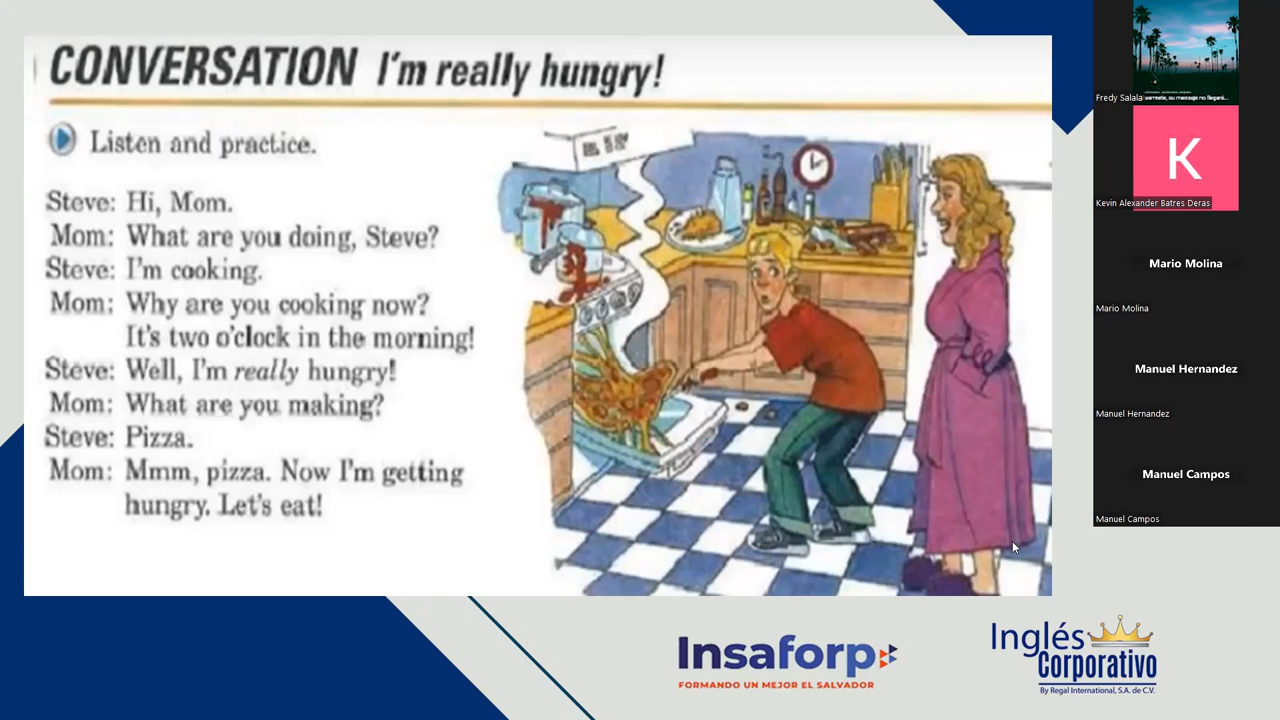 CONVERSATION I'm really hungry!
Listen and practice.
Steve: Hi, Mom.
Mom: What are you doing, Steve?
Steve: I'm cooking.
Mom: Why are you cooking now?
It's two o'clock in the morning!
Steve: Well, I'm really hungry!
Mom: What are you making?
Steve: Pizza.
Mom: Mmm, pizza. Now I'm getting
hungry. Let's eat!
Insaforp
FORMANDO UN MEJOR EL SALVADOR
Inglés
Corporativo
By Regal International, S.A. de C.V.
su mensaje no llegará...
Fredy Salala
K
Kevin Alexander Batres Deras
Mario Molina
Mario Molina
Manuel Hernandez
Manuel Hernandez
Manuel Campos
Manuel Campos